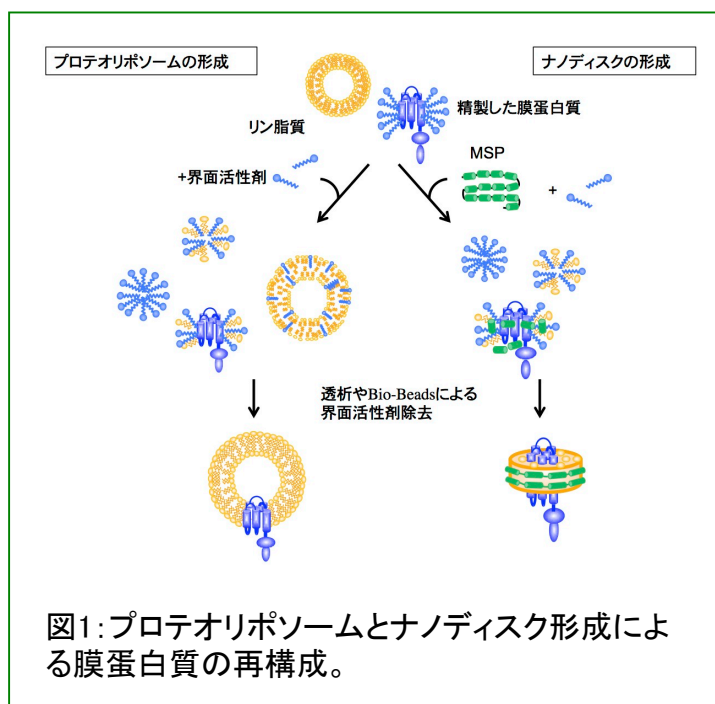 プロテオリポソームの形成
ナノディスクの形成
リン脂質
精製した膜蛋白質
+界面活性剤
MSP
+
透析やBio-Beadsによる
界面活性剤除去
図1:プロテオリポソームとナノディスク形成によ
る膜蛋白質の再構成。